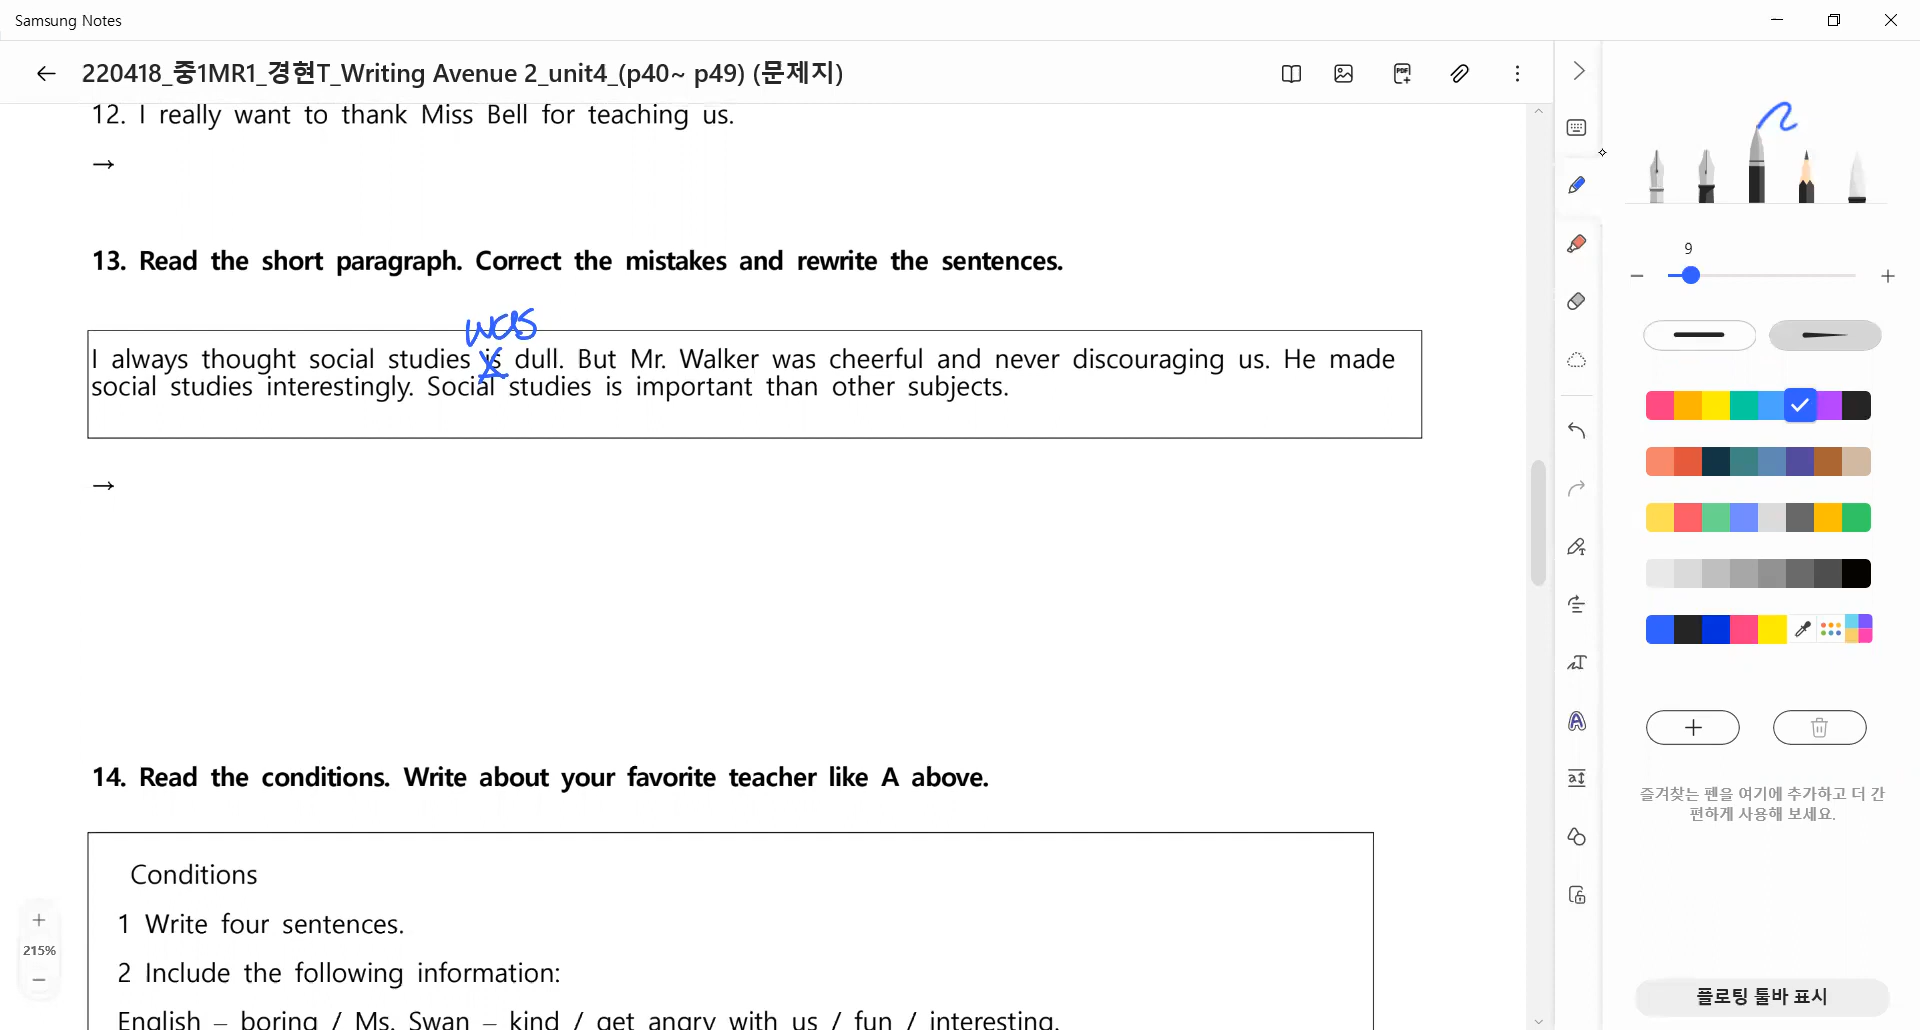 Samsung Notes
220418_중1MR1_경현T_Writing Avenue 2_unit4_(p40~ p49) (문제지)
12. I really want to thank Miss Bell for teaching us.
→
13. Read the short paragraph. Correct the mistakes and rewrite the sentences.
was
I always thought social studies is dull. But Mr. Walker was cheerful and never discouraging us. He made
social studies interestingly. Social studies is important than other subjects.
→
14. Read the conditions. Write about your favorite teacher like A above.
Conditions
1 Write four sentences.
2 Include the following information:
English – boring / Ms. Swan – kind / get angry with us / fun / interesting.
215%
PDF
9
즐겨찾는 펜을 여기에 추가하고 더 간
편하게 사용해 보세요.
플로팅 툴바 표시